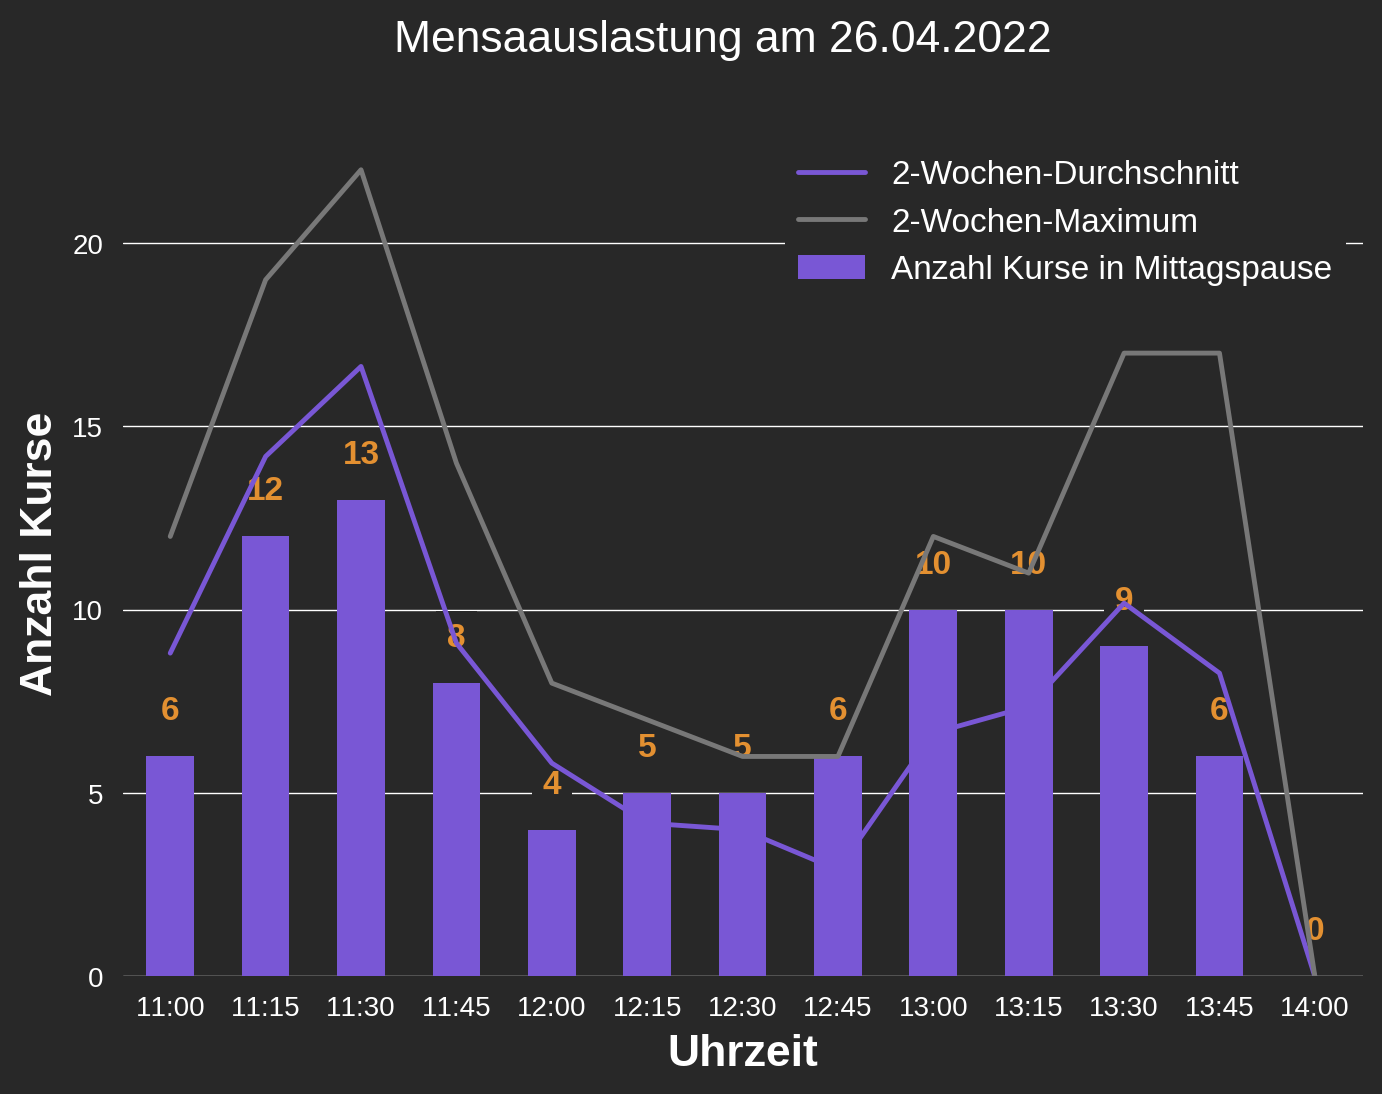 Mensaauslastung am 26.04.2022
2-Wochen-Durchschnitt
2-Wochen-Maximum
Anzahl Kurse in Mittagspause
Anzahl Kurse
20
15
10
5
0
6
12
13
8
4
5
5
6
10
10
9
6
0
11:00 11:15 11:30 11:45 12:00 12:15 12:30 12:45 13:00 13:15 13:30 13:45 14:00
Uhrzeit